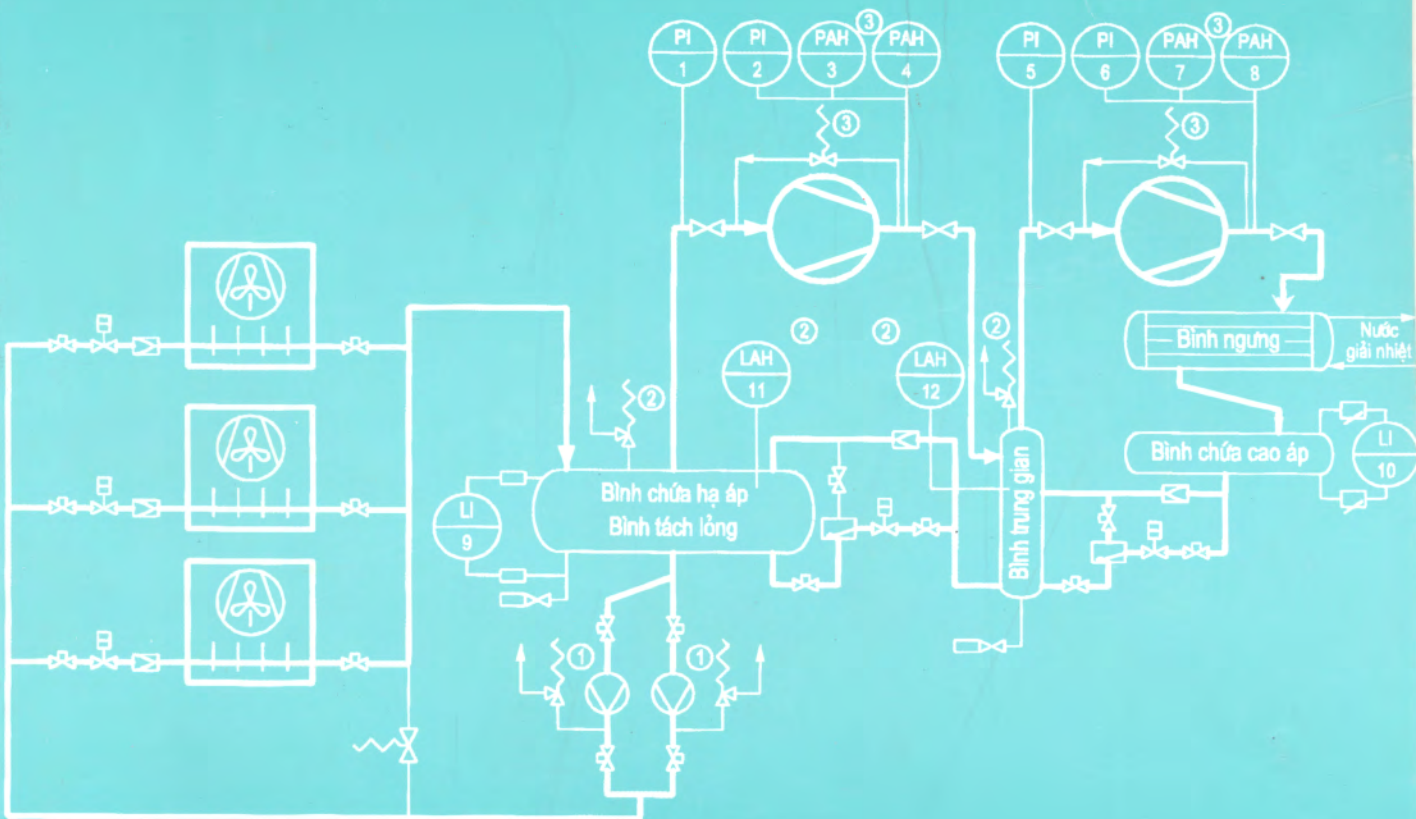 PI
1
PI
2
PAH
3
③
PAH
4
PI
5
PI
6
PAH
7
③
PAH
8
③
③
②
LAH
11
②
LAH
12
②
Bình ngưng
Nước
giải nhiệt
②
Bình chứa cao áp
LI
10
LI
9
Bình chứa hạ áp
Bình tách lỏng
Bình trung gian
①
①